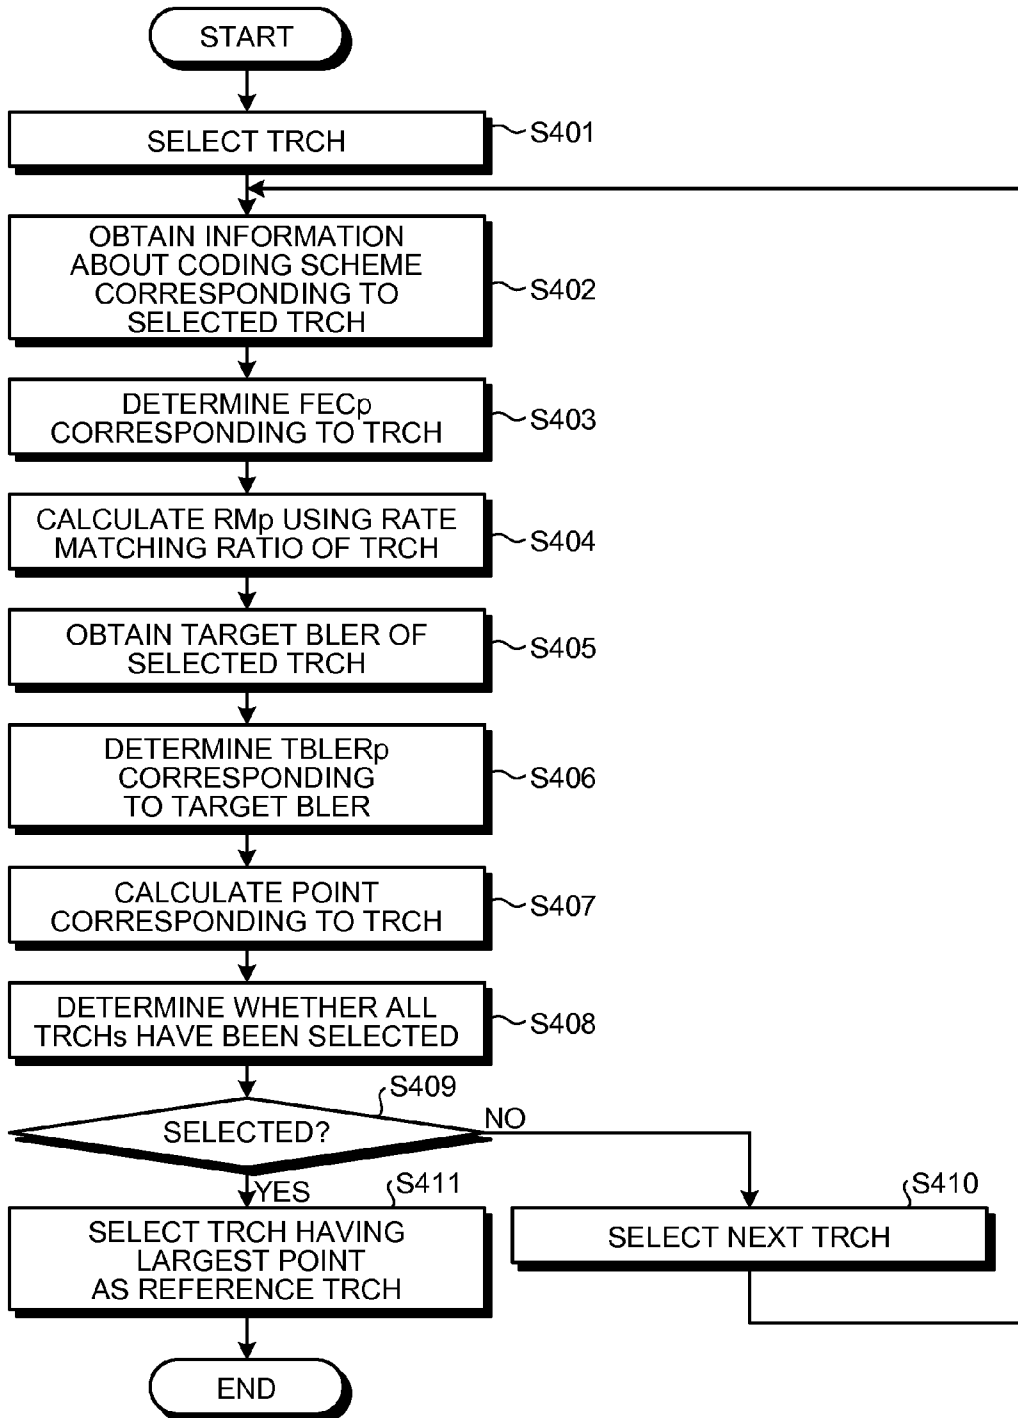 START
SELECT TRCH
S401
OBTAIN INFORMATION
ABOUT CODING SCHEME
CORRESPONDING TO
SELECTED TRCH
S402
DETERMINE FECp
CORRESPONDING TO TRCH
S403
CALCULATE RMp USING RATE
MATCHING RATIO OF TRCH
S404
OBTAIN TARGET BLER OF
SELECTED TRCH
S405
DETERMINE TBLERp
CORRESPONDING
TO TARGET BLER
S406
CALCULATE POINT
CORRESPONDING TO TRCH
S407
DETERMINE WHETHER ALL
TRCHs HAVE BEEN SELECTED
S408
S409
SELECTED?
NO
YES
S411
SELECT TRCH HAVING
LARGEST POINT
AS REFERENCE TRCH
S410
SELECT NEXT TRCH
END